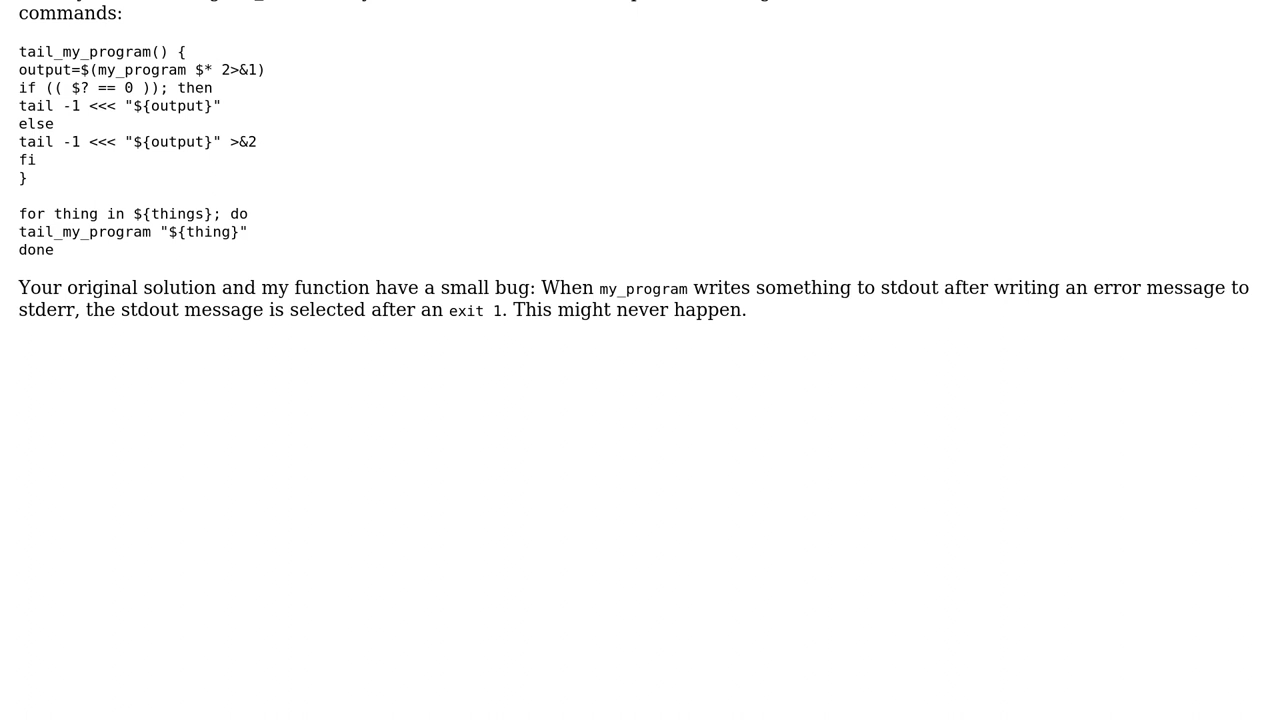 commands:
tail_my_program() {
output=$(my_program $* 2>&1)
if (( $? == 0 )); then
tail -1 <<< "${output}"
else
tail -1 <<< "${output}" >&2
fi
}
for thing in ${things}; do
tail_my_program "${thing}"
done
Your original solution and my function have a small bug: When my_program writes something to stdout after writing an error message to
stderr, the stdout message is selected after an exit 1. This might never happen.